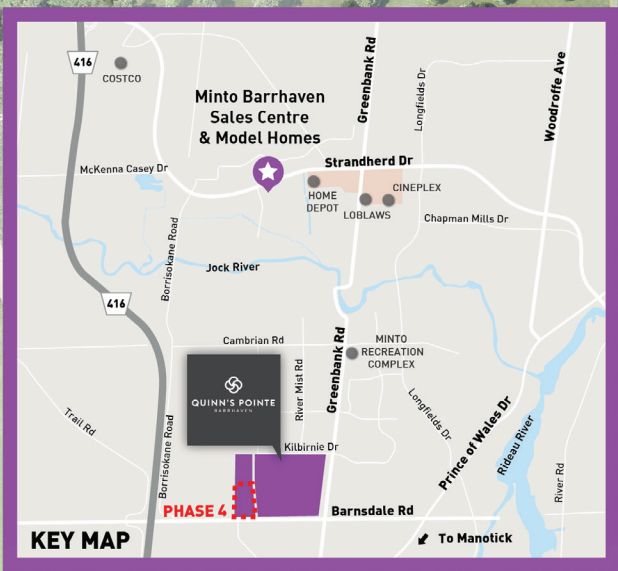 416
COSTCO
Minto Barrhaven
Sales Centre
& Model Homes
Greenbank Rd
Longfields Dr
Woodroffe Ave
McKenna Casey Dr
Strandherd Dr
HOME
DEPOT
LOBLAWS
CINEPLEX
Chapman Mills Dr
Borrisokane Road
Jock River
416
Cambrian Rd
MINTO
RECREATION
COMPLEX
QUINN'S POINTE
BARRHAVEN
River Mist Rd
Greenbank Rd
Longfields Dr
Prince of Wales Dr
Rideau River
River Rd
Trail Rd
Borrisokane Road
Kilbirnie Dr
PHASE 4
Barnsdale Rd
KEY MAP
To Manotick